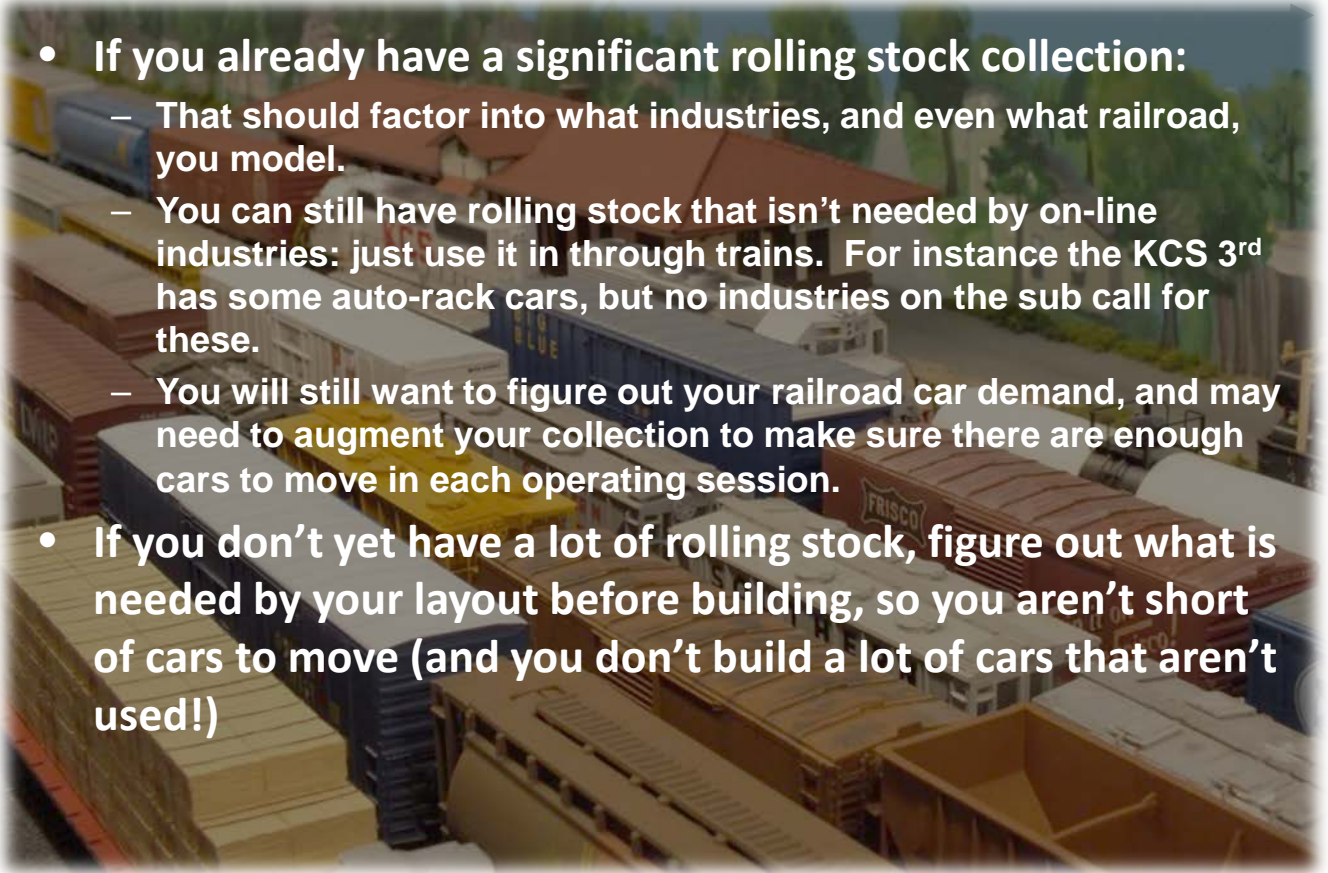 • If you already have a significant rolling stock collection:
– That should factor into what industries, and even what railroad,
you model.
– You can still have rolling stock that isn't needed by on-line
industries: just use it in through trains.  For instance the KCS 3rd
has some auto-rack cars, but no industries on the sub call for
these.
– You will still want to figure out your railroad car demand, and may
need to augment your collection to make sure there are enough
cars to move in each operating session.
• If you don't yet have a lot of rolling stock, figure out what is
needed by your layout before building, so you aren't short
of cars to move (and you don't build a lot of cars that aren't
used!)
KCS
BLUE
FRISCO